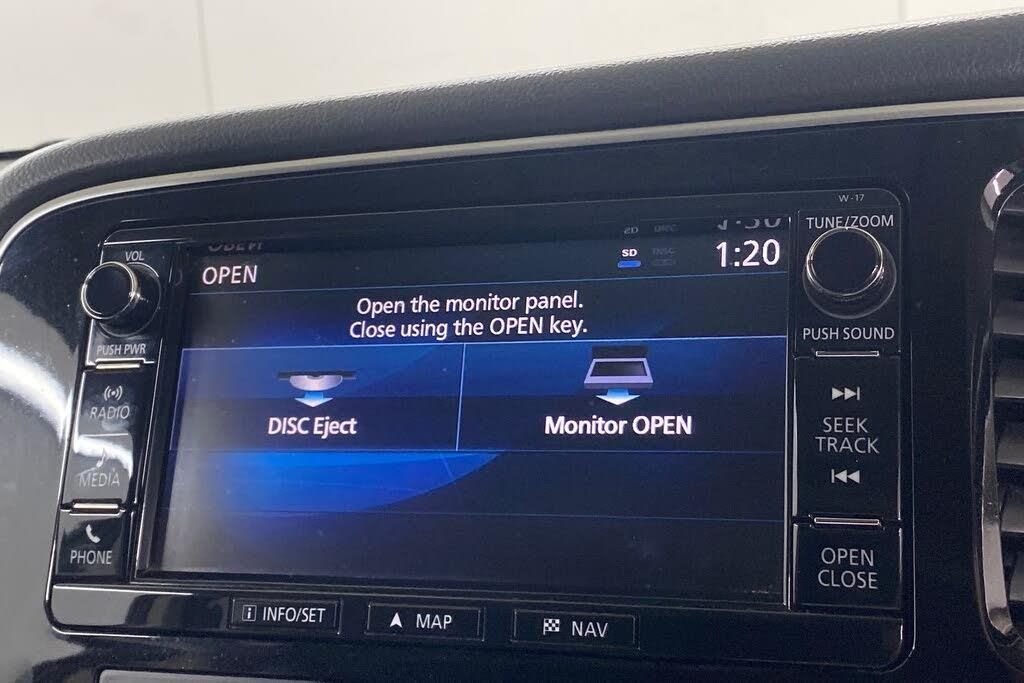 W-17
VOL
PUSH PWR
RADIO
MEDIA
PHONE
OPEN
SD
1:20
Open the monitor panel.
Close using the OPEN key.
DISC Eject
Monitor OPEN
TUNE/ZOOM
PUSH SOUND
SEEK
TRACK
OPEN
CLOSE
i INFO/SET
MAP
NAV